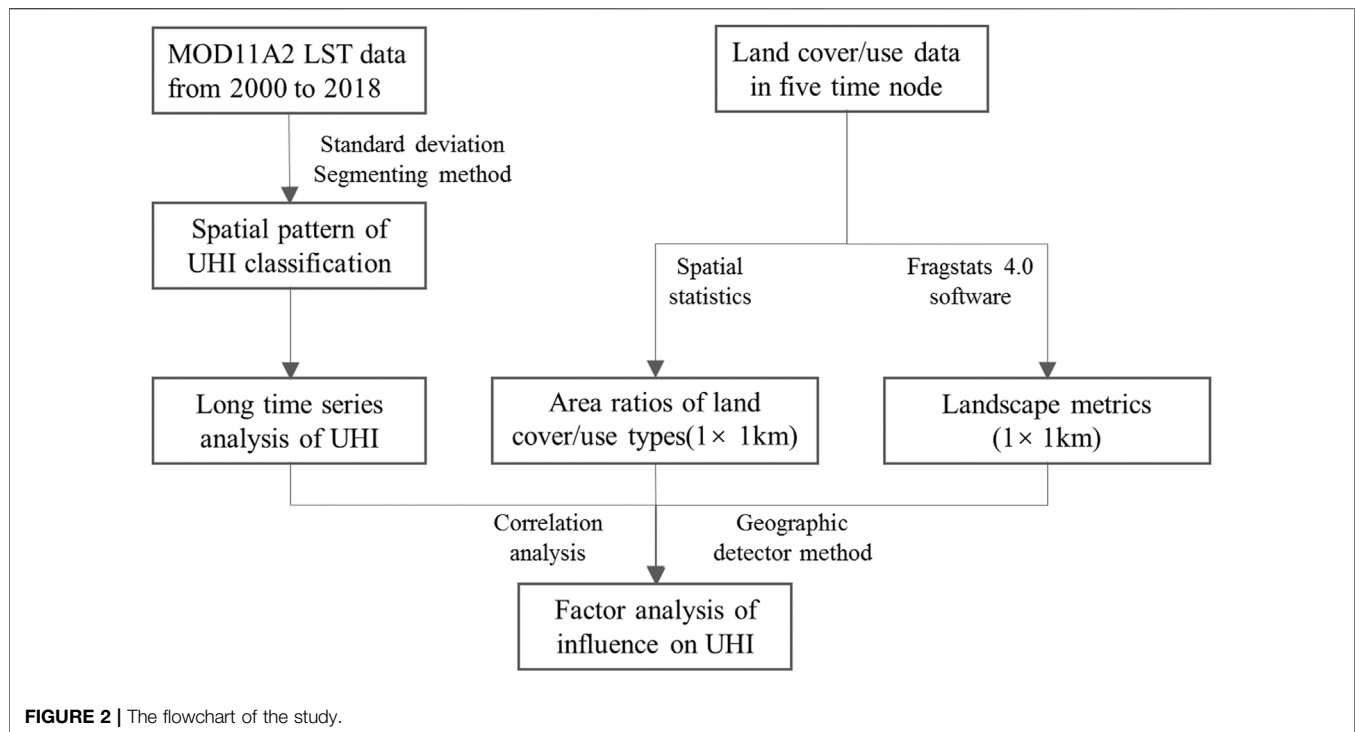 MOD11A2 LST data
from 2000 to 2018
Land cover/use data
in five time node
Standard deviation
Segmenting method
Spatial pattern of
UHI classification
Spatial
statistics
Fragstats 4.0
software
Long time series
analysis of UHI
Area ratios of land
cover/use types(1× 1km)
Landscape metrics
(1× 1km)
Correlation
analysis
Geographic
detector method
Factor analysis of
influence on UHI
FIGURE 2 | The flowchart of the study.